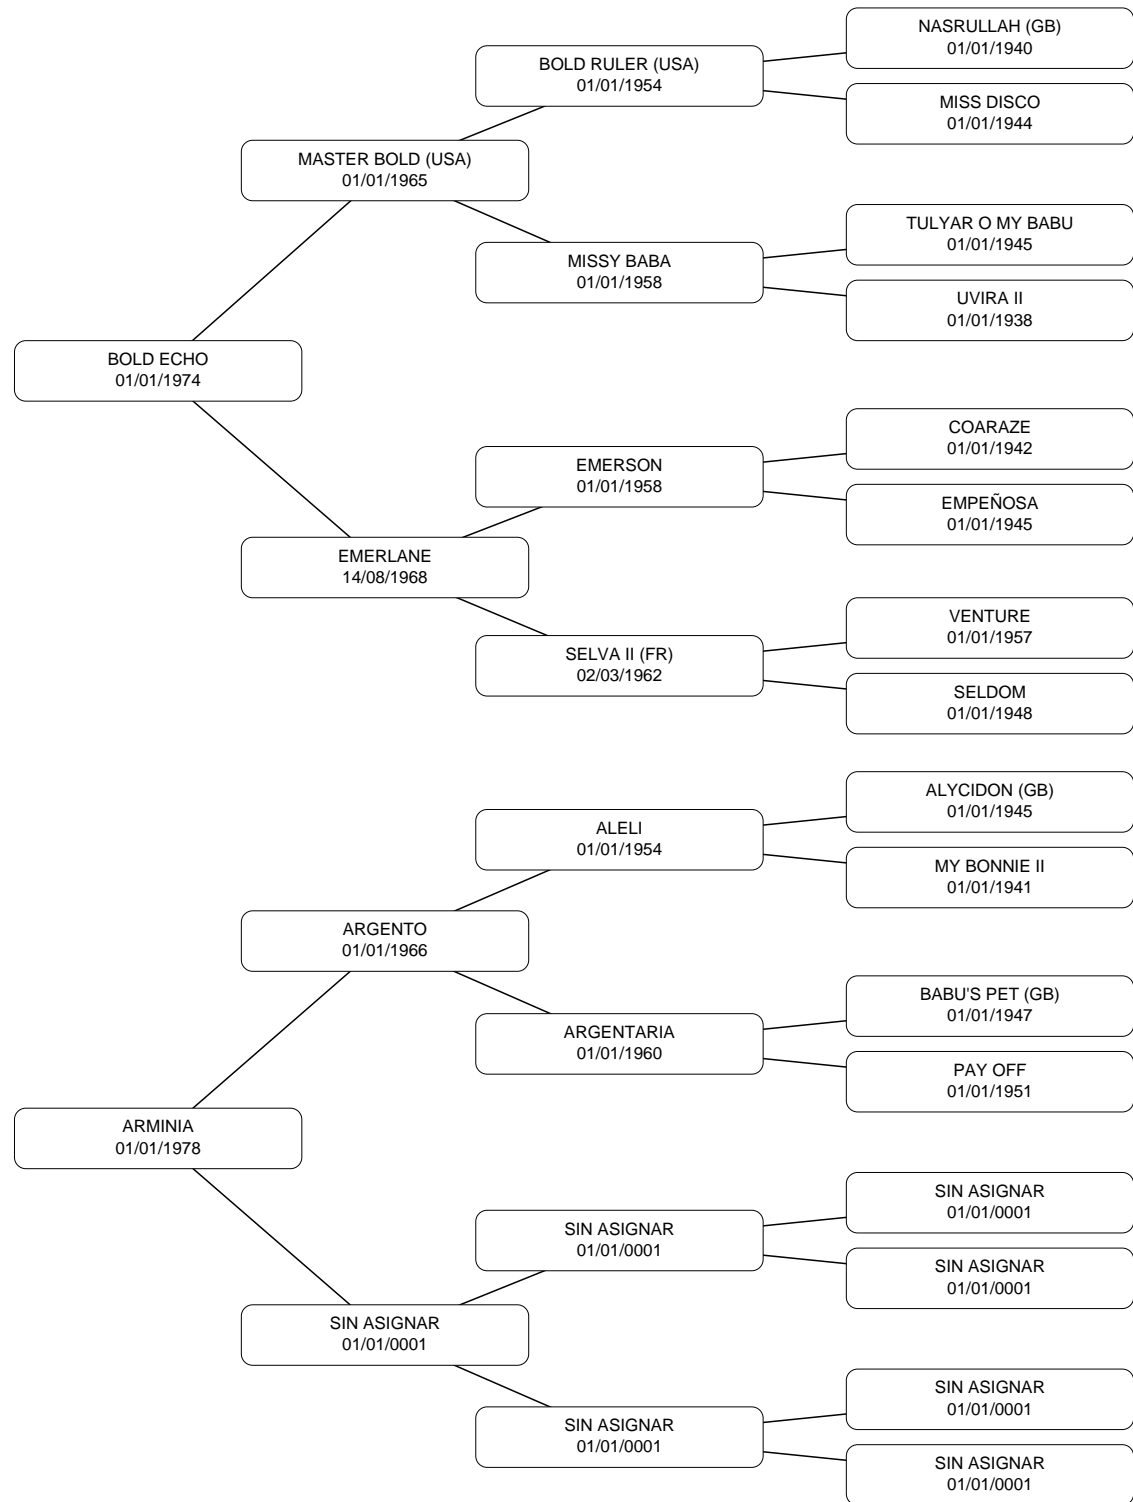 NASRULLAH (GB)
01/01/1940
BOLD RULER (USA)
01/01/1954
MISS DISCO
01/01/1944
MASTER BOLD (USA)
01/01/1965
TULYAR O MY BABU
01/01/1945
MISSY BABA
01/01/1958
UVIRA II
01/01/1938
BOLD ECHO
01/01/1974
COARAZE
01/01/1942
EMERSON
01/01/1958
EMPEÑOSA
01/01/1945
EMERLANE
14/08/1968
VENTURE
01/01/1957
SELVA II (FR)
02/03/1962
SELDOM
01/01/1948
ALYCIDON (GB)
01/01/1945
ALELI
01/01/1954
MY BONNIE II
01/01/1941
ARGENTO
01/01/1966
BABU'S PET (GB)
01/01/1947
ARGENTARIA
01/01/1960
PAY OFF
01/01/1951
ARMINIA
01/01/1978
SIN ASIGNAR
01/01/0001
SIN ASIGNAR
01/01/0001
SIN ASIGNAR
01/01/0001
SIN ASIGNAR
01/01/0001
SIN ASIGNAR
01/01/0001
SIN ASIGNAR
01/01/0001
SIN ASIGNAR
01/01/0001